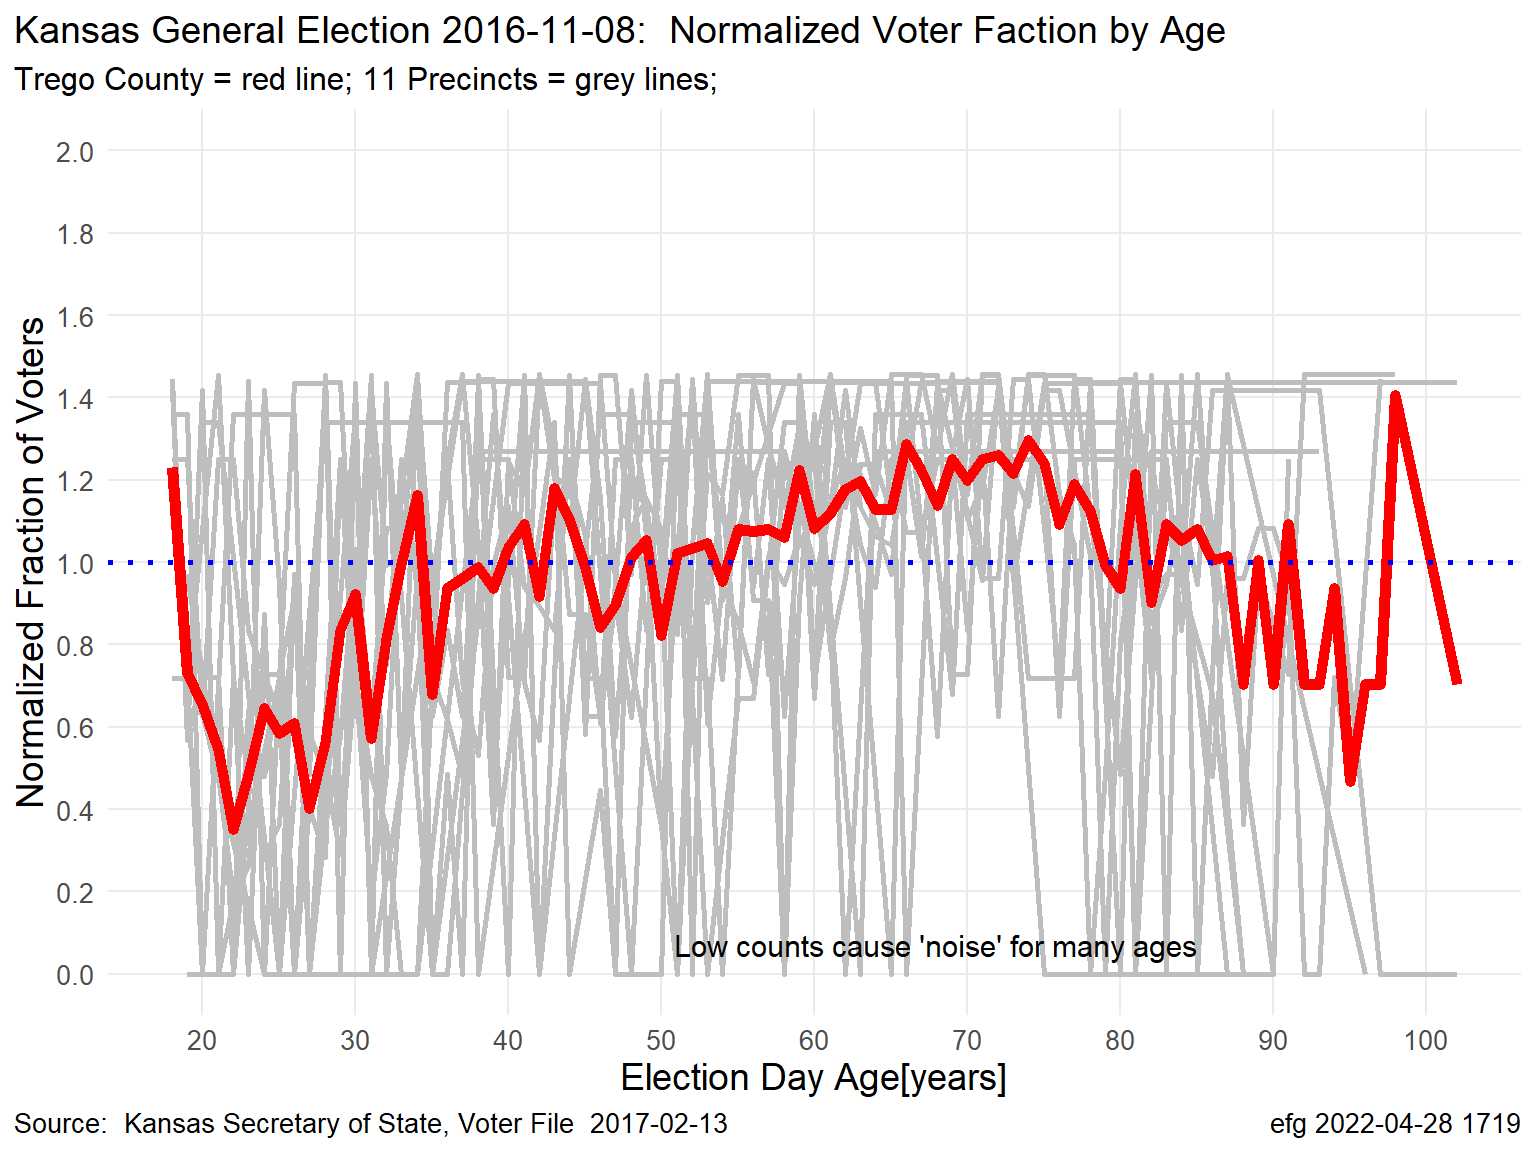 Kansas General Election 2016-11-08:  Normalized Voter Faction by Age
Trego County = red line; 11 Precincts = grey lines;
Normalized Fraction of Voters
2.0
1.8
1.6
1.4
1.2
1.0
0.8
0.6
0.4
0.2
0.0
Low counts cause 'noise' for many ages
20 30 40 50 60 70 80 90 100
Election Day Age[years]
Source:  Kansas Secretary of State, Voter File  2017-02-13
efg 2022-04-28 1719